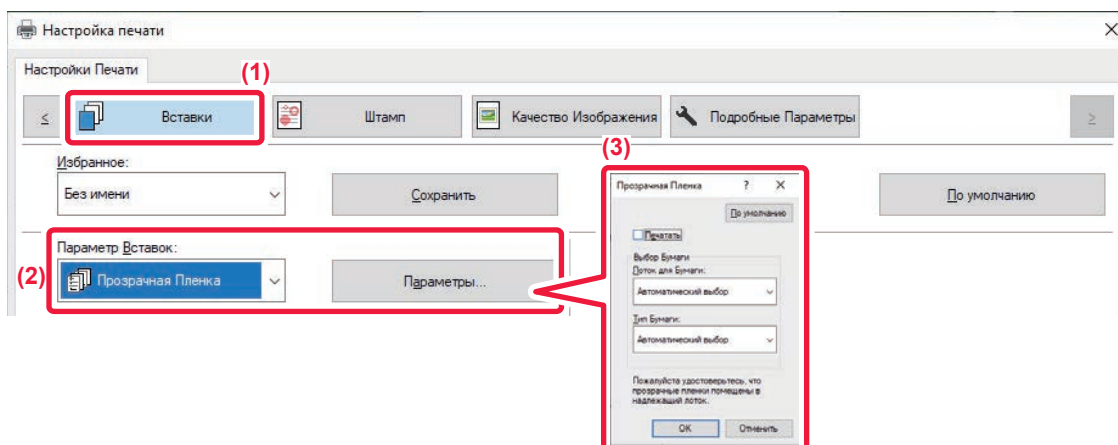 Настройка печати
Настройки Печати
(1)
≤
Вставки
Штамп
Качество Изображения
Подробные Параметры
≥
Избранное:
Без имени
Сохранить
По умолчанию
(2)
Параметр Вставок:
Прозрачная Пленка
Параметры...
(3)
Прозрачная Пленка
?
По умолчанию
Печатать
Выбор Бумаги
Лоток для Бумаги:
Автоматический выбор
Тип Бумаги:
Автоматический выбор
Пожалуйста удостоверьтесь, что
прозрачные пленки помещены в
надлежащий лоток.
OK
Отменить